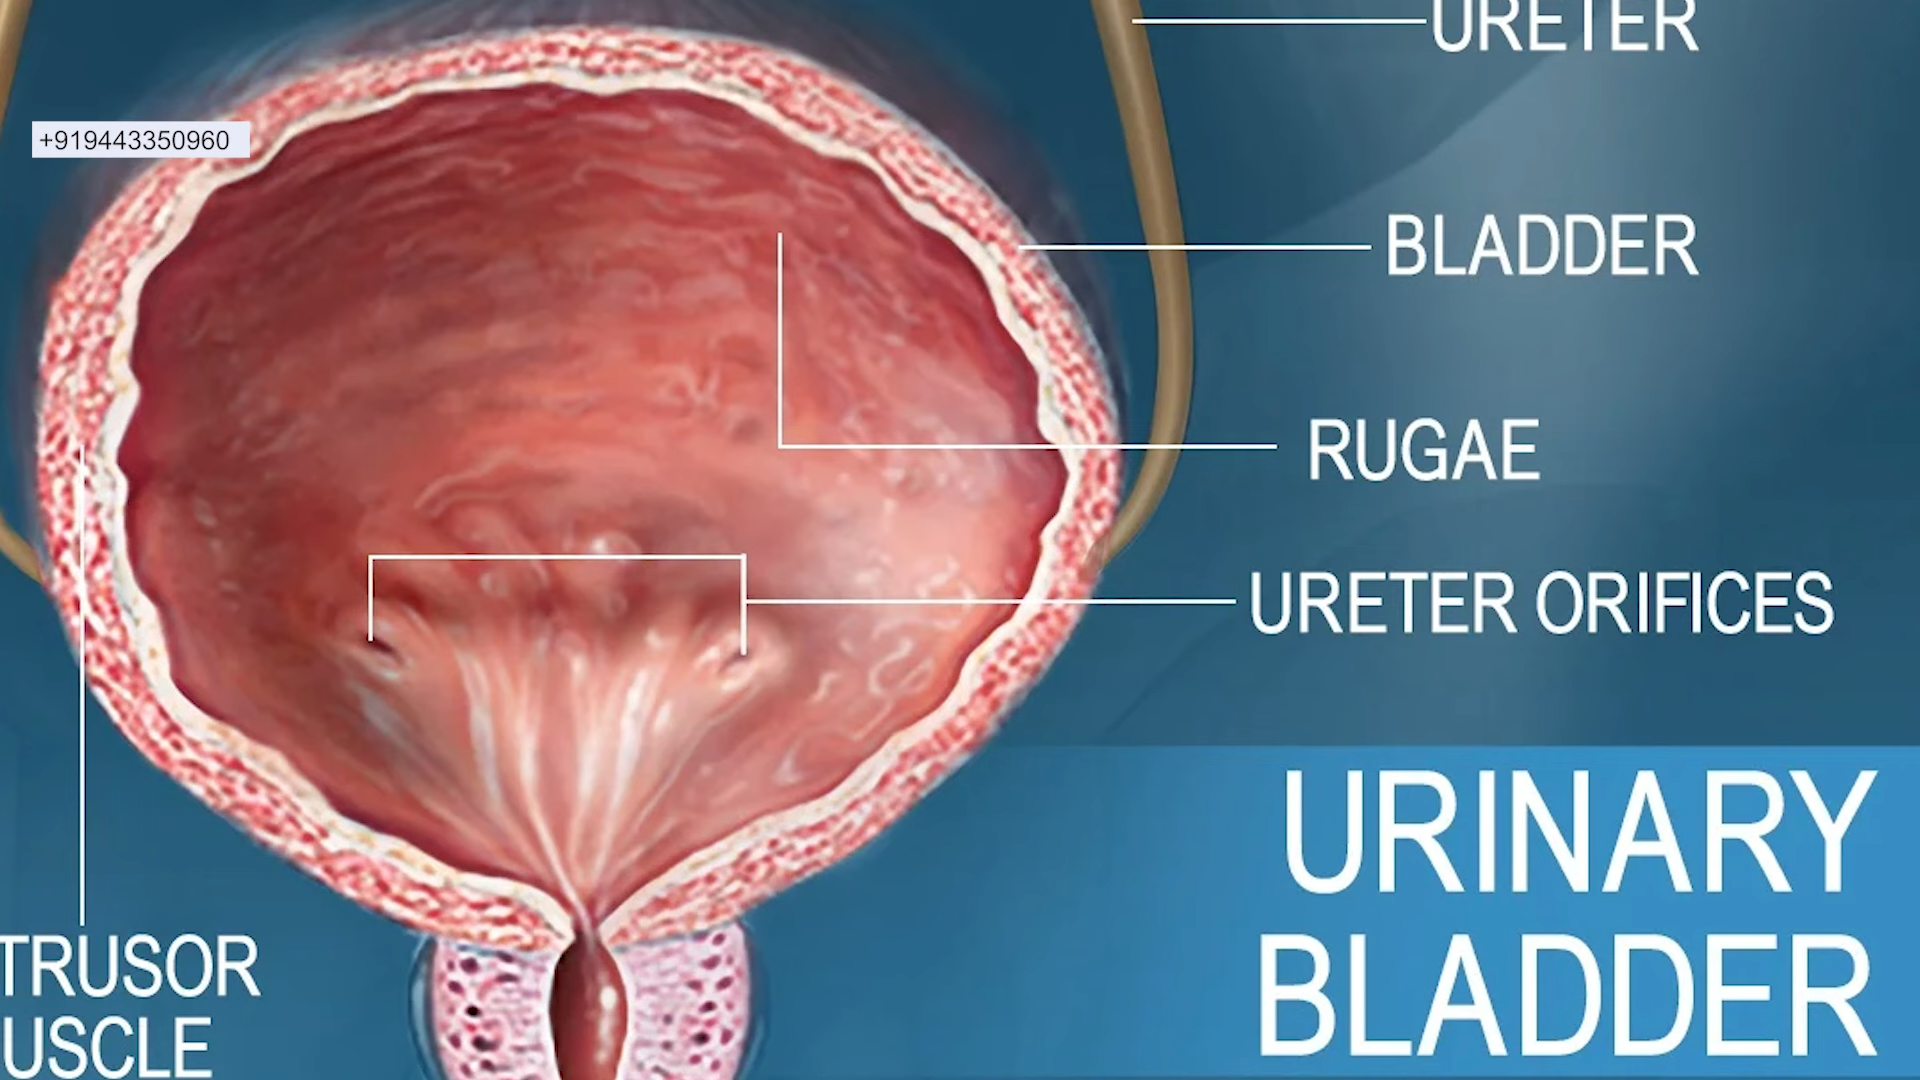 URETER
+919443350960
BLADDER
RUGAE
URETER ORIFICES
URINARY
BLADDER
TRUSOR
USCLE